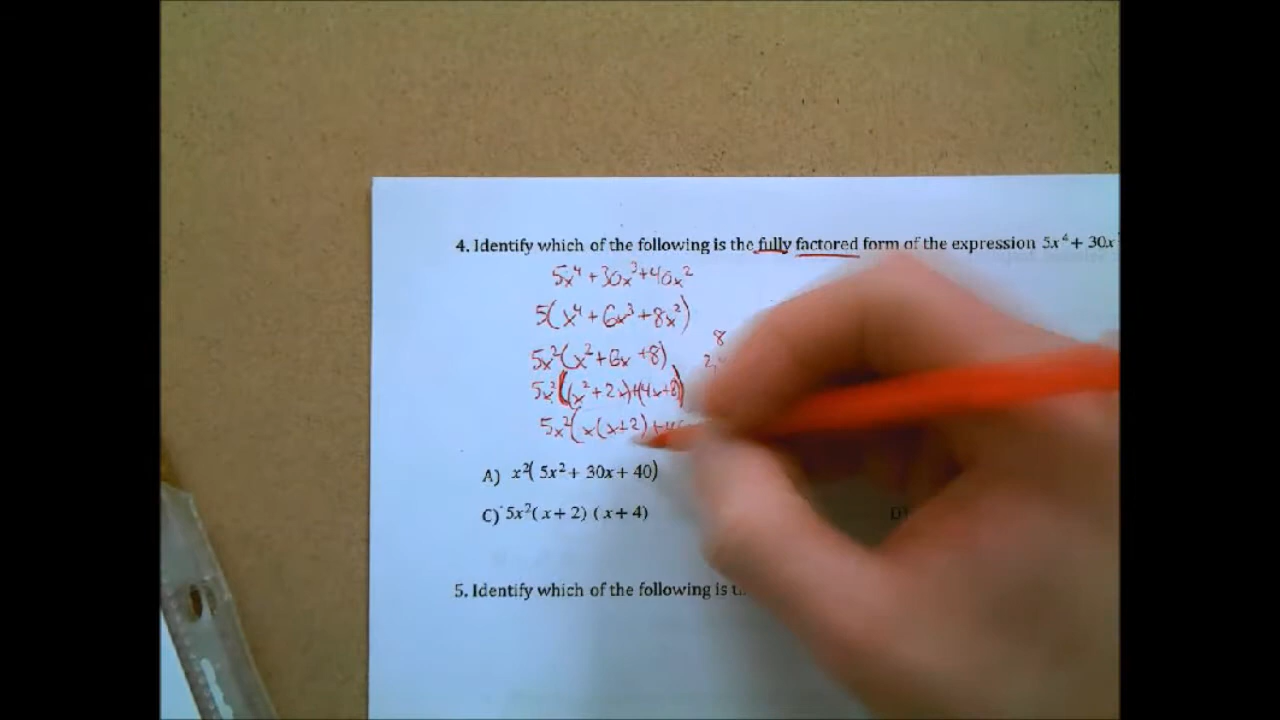 4. Identify which of the following is the fully factored form of the expression 5x⁴ + 30x
5x⁴ + 30x³ + 40x²
5(x⁴ + 6x³ + 8x²)
8
5x²(x² + 6x + 8)
2,
5x²((x² + 2x) + (4x + 8))
5x²(x(x+2) + 4
A) x²( 5x² + 30x + 40)
C) 5x²( x + 2) ( x + 4)
D)
5. Identify which of the following is